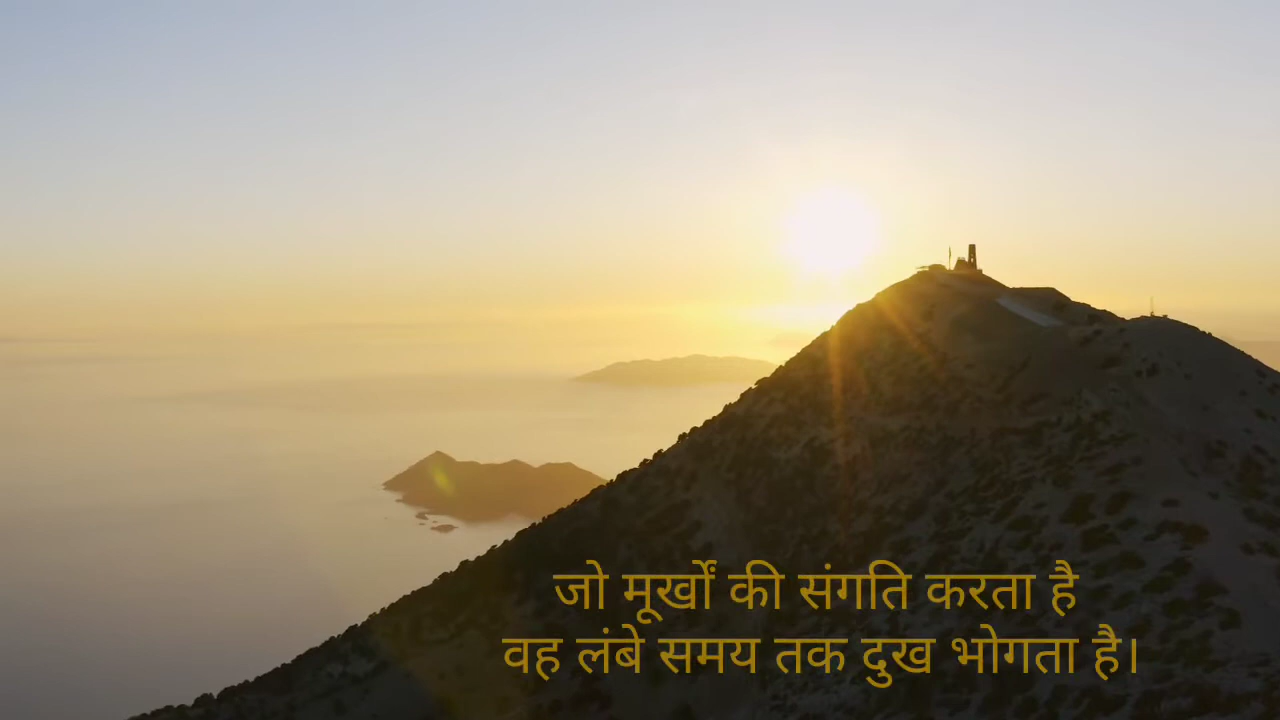 जो मूर्खों की संगति करता है
वह लंबे समय तक दुख भोगता है।